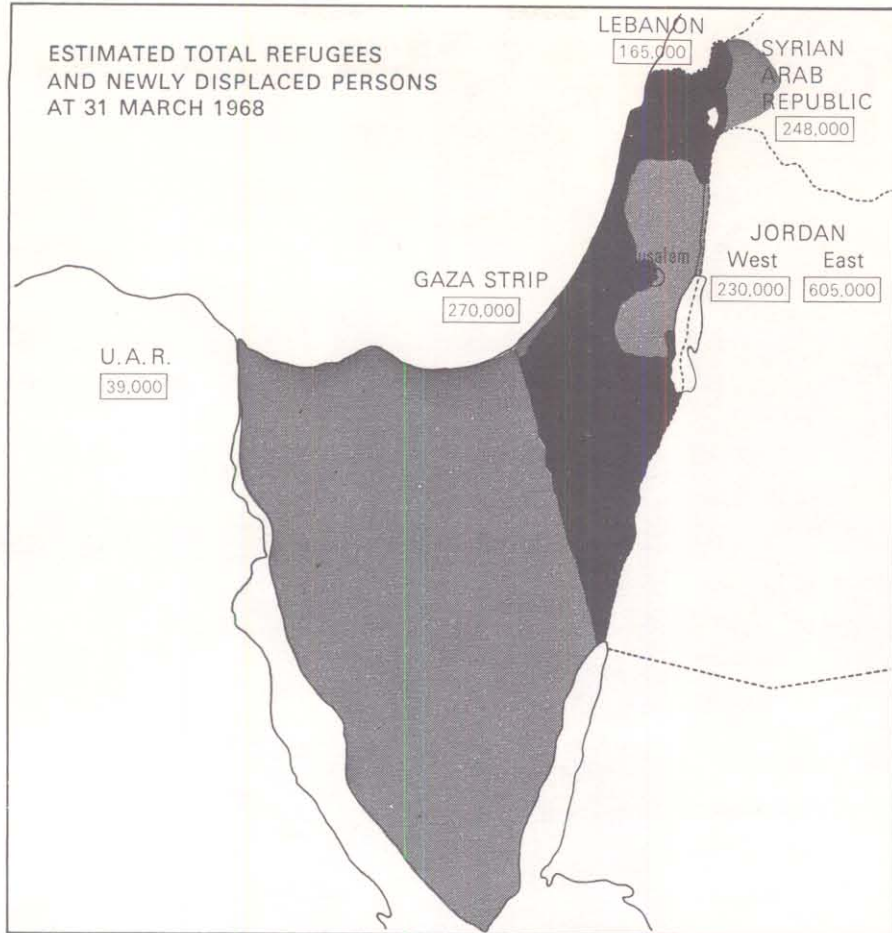 ESTIMATED TOTAL REFUGEES
AND NEWLY DISPLACED PERSONS
AT 31 MARCH 1968
LEBANON
165,000
SYRIAN
ARAB
REPUBLIC
248,000
JORDAN
West East
230,000 605,000
usalem
GAZA STRIP
270,000
U.A.R.
39,000